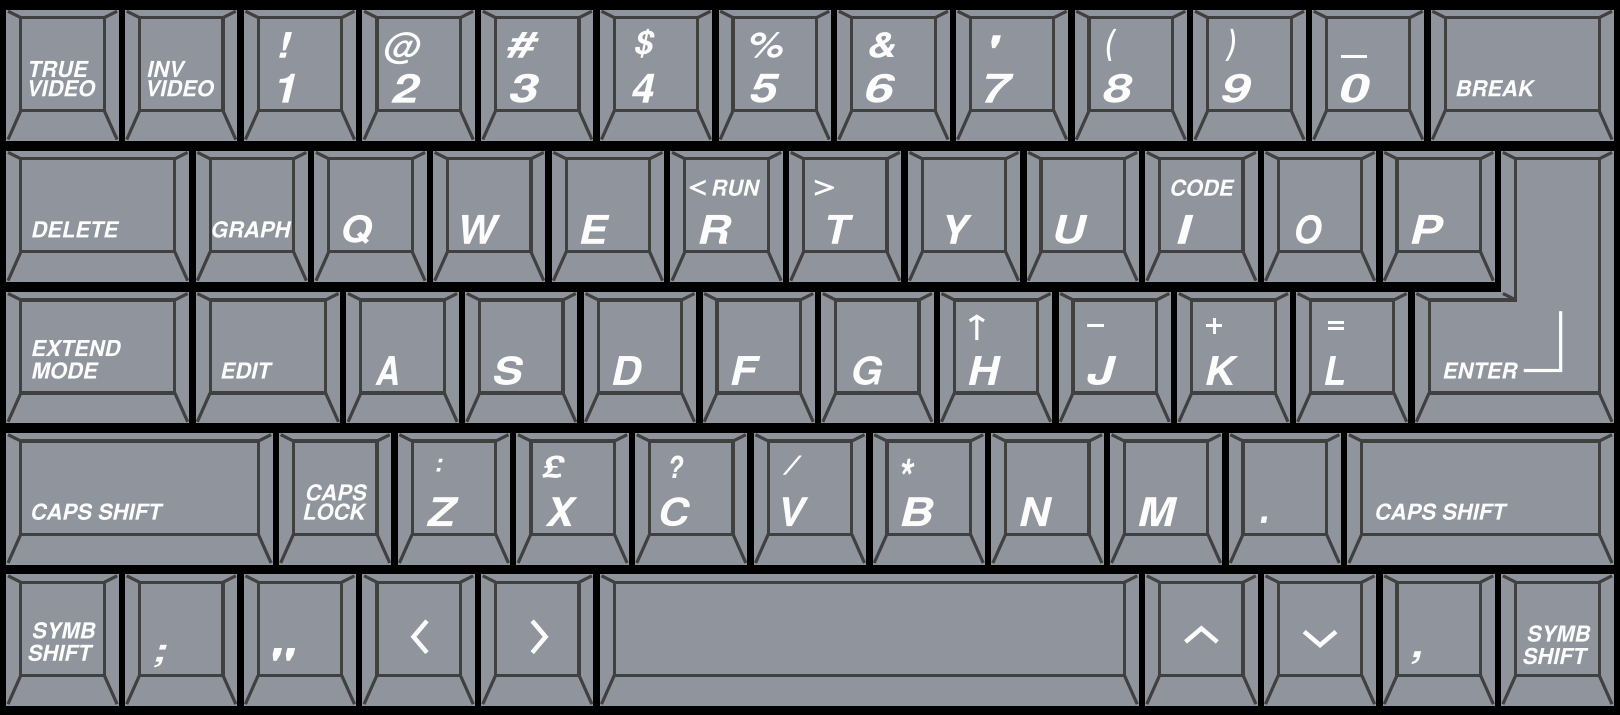 ! @ # $ % & ' ( ) _
TRUE VIDEO INV VIDEO 1 2 3 4 5 6 7 8 9 0 BREAK
< RUN > CODE
DELETE GRAPH Q W E R T Y U I O P
↑ − + =
EXTEND MODE EDIT A S D F G H J K L ENTER
: £ ? / *
CAPS SHIFT CAPS LOCK Z X C V B N M . CAPS SHIFT
SYMB SHIFT ; " < > ^ ⌄ , SYMB SHIFT